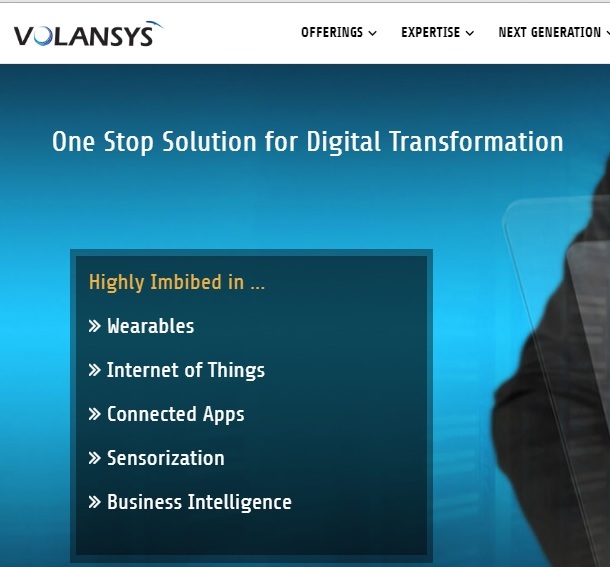 VOLANSYS
OFFERINGS EXPERTISE NEXT GENERATION
One Stop Solution for Digital Transformation
Highly Imbibed in ...
» Wearables
» Internet of Things
» Connected Apps
» Sensorization
» Business Intelligence